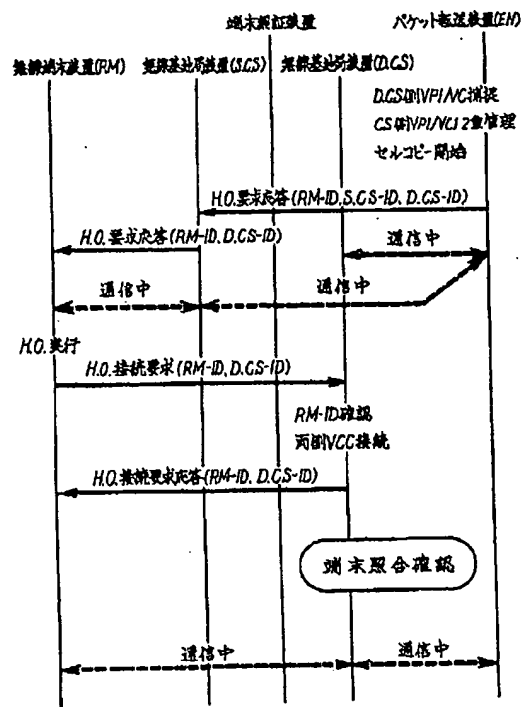 端末認証装置
パケット転送装置(EN)
無線端末装置(RM)
無線基地局装置(S.CS)
無線基地局装置(D.CS)
D.CS側VPI/VCI捕捉
CS側VPI/VCI 2重管理
セルコピー開始
H.O.要求応答(RM-ID,S.CS-ID,D.CS-ID)
H.O.要求応答(RM-ID,D.CS-ID)
通信中
通信中
通信中
H.O.実行
H.O.接続要求(RM-ID,D.CS-ID)
RM-ID確認
両側VCC接続
H.O.接続要求応答(RM-ID,D.CS-ID)
端末照合確認
通信中
通信中